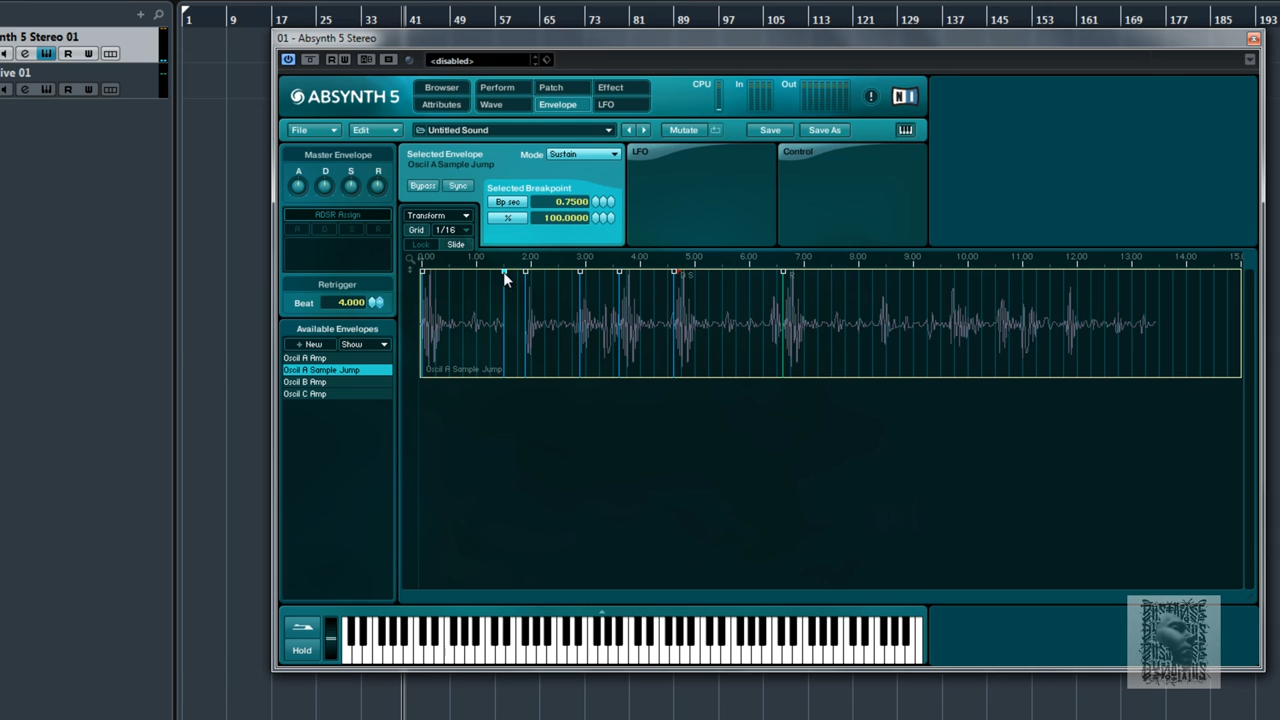 1 9 17 25 33 41 49 57 65 73 81 89 97 105 113 121 129 137 145 153 161 169 177 185 193
nth 5 Stereo 01
e R W
ive 01
e R W
01 - Absynth 5 Stereo
R W <disabled>
ABSYNTH 5
Browser Perform Patch Effect
Attributes Wave Envelope LFO
CPU In Out
NI
File Edit Untitled Sound Mutate Save Save As
Master Envelope
A D S R
ADSR Assign
A D S R
Retrigger
Beat 4.000
Available Envelopes
+ New Show
Oscil A Amp
Oscil A Sample Jump
Oscil B Amp
Oscil C Amp
Selected Envelope Mode Sustain
Oscil A Sample Jump
Bypass Sync
Selected Breakpoint
Bp sec 0.7500
% 100.0000
Transform
Grid 1/16
Lock Slide
LFO
Control
0.00 1.00 2.00 3.00 4.00 5.00 6.00 7.00 8.00 9.00 10.00 11.00 12.00 13.00 14.00 15.
S R
Oscil A Sample Jump
Hold